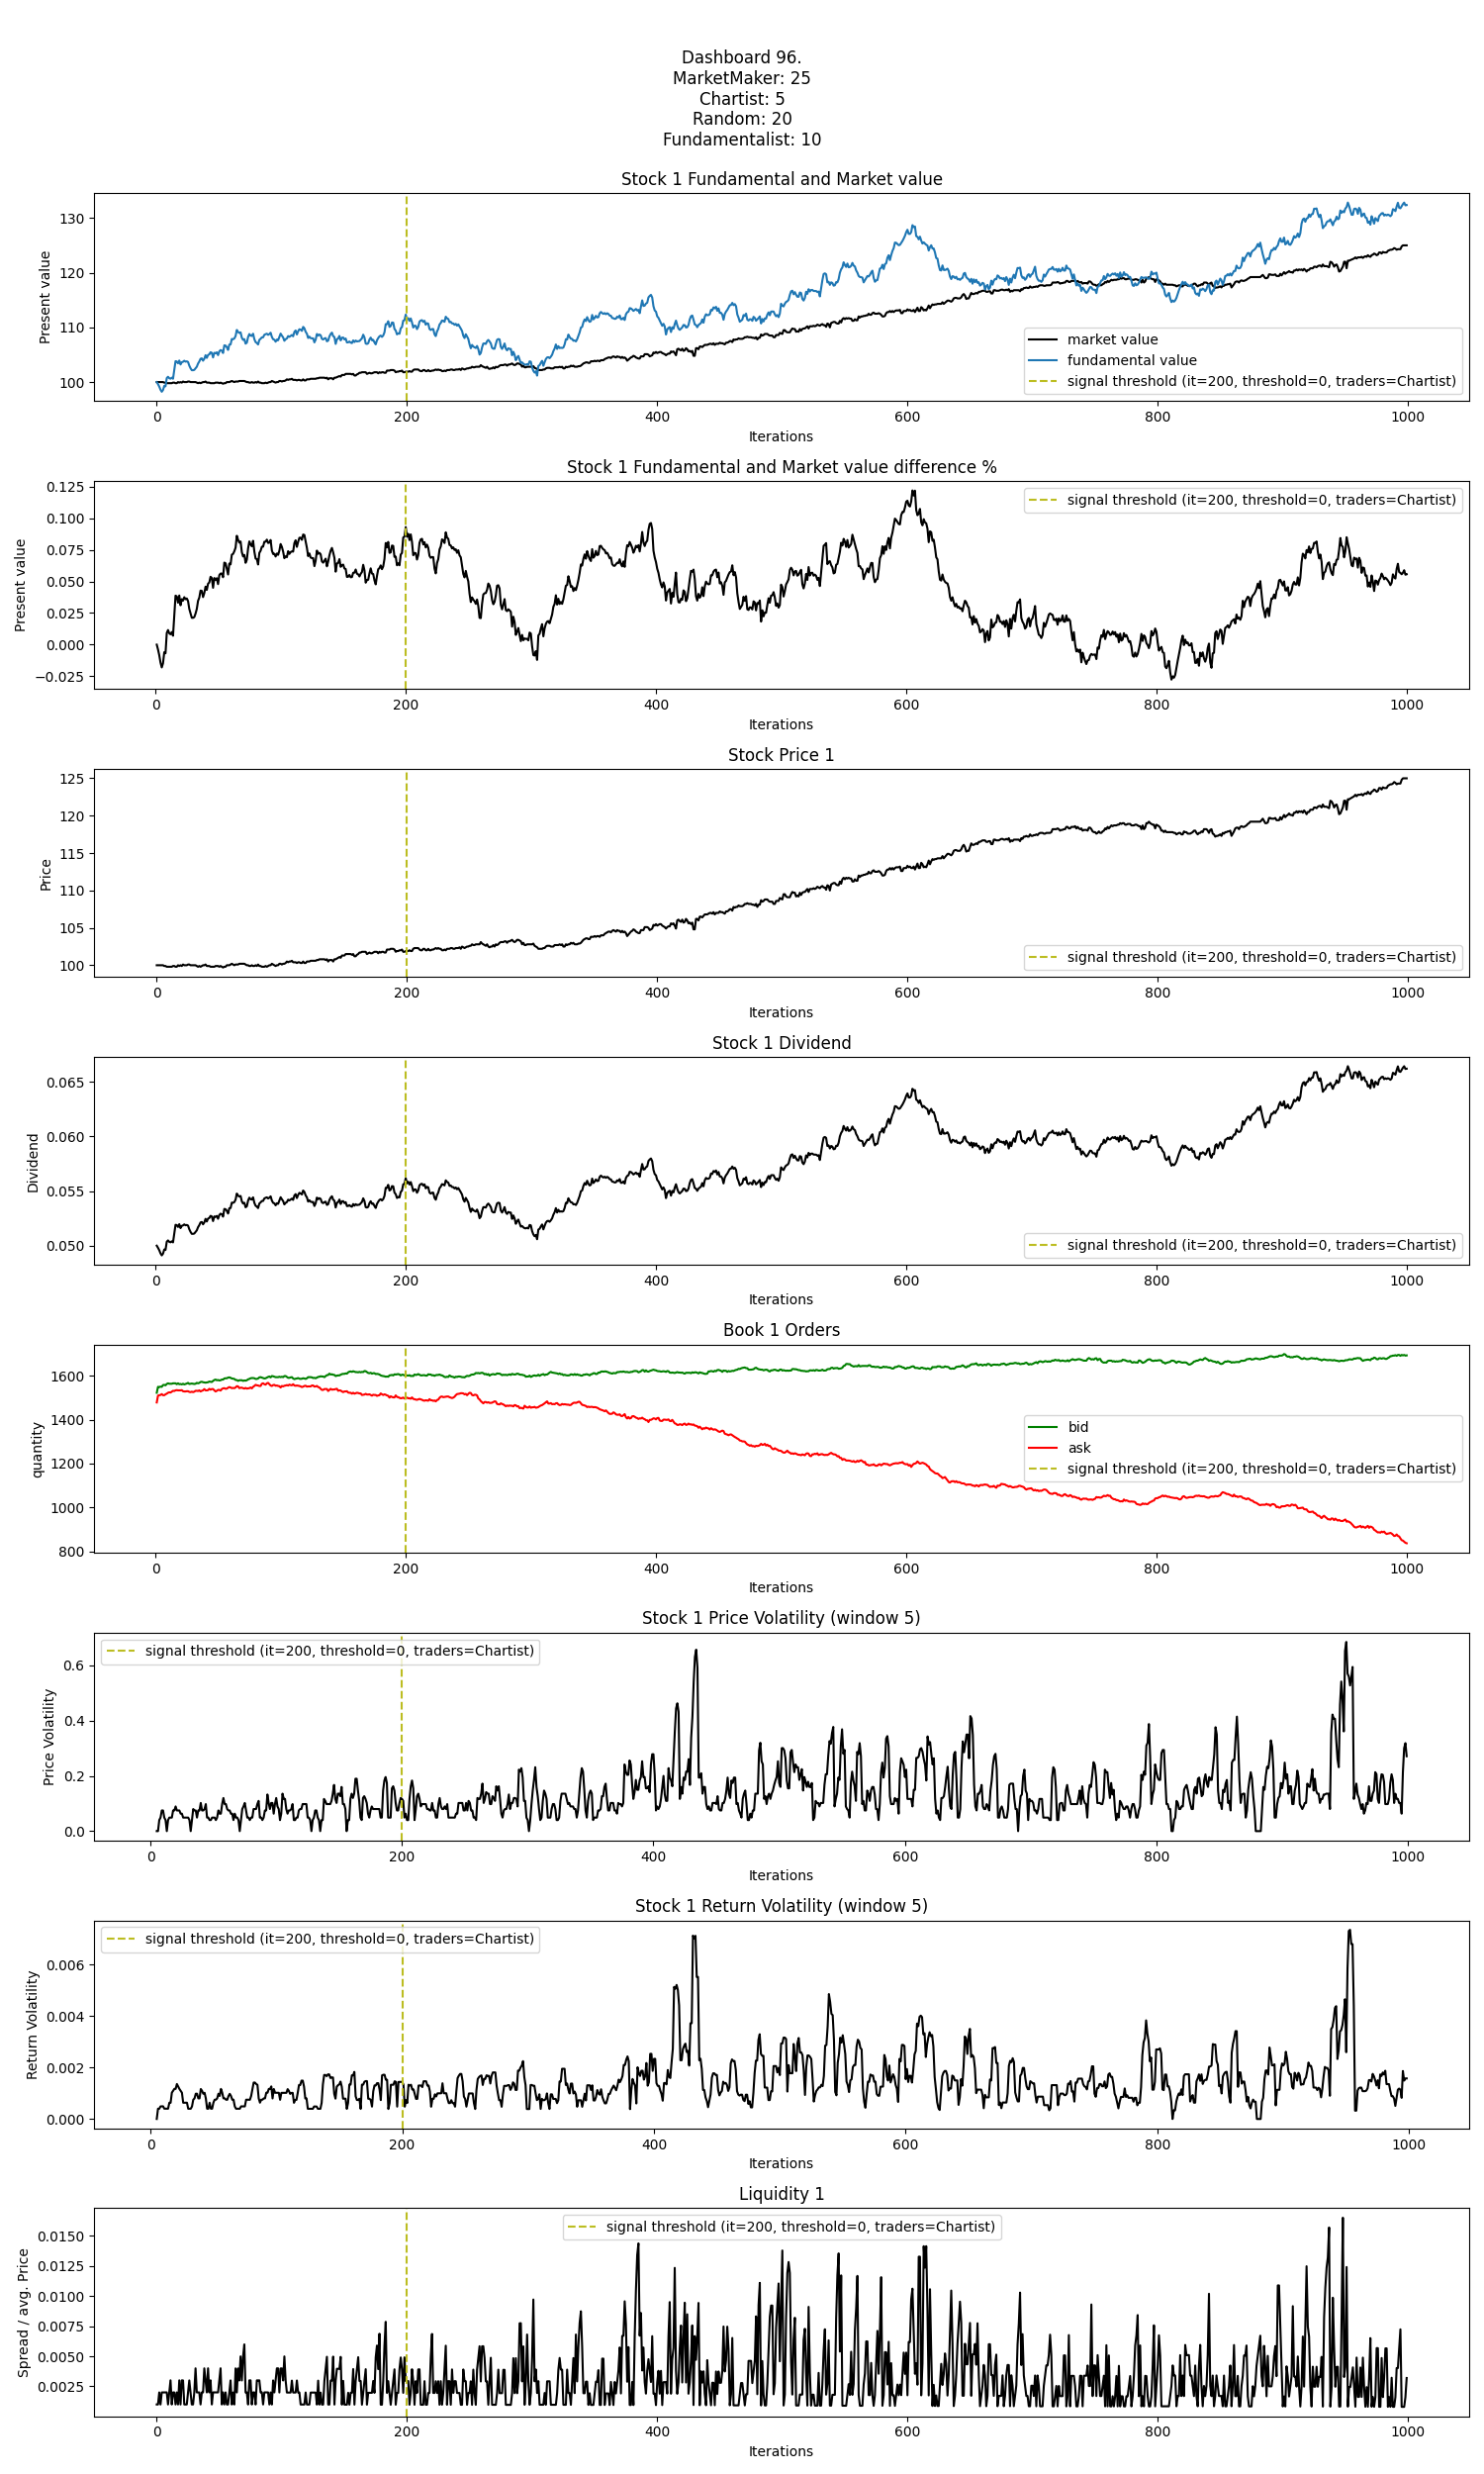 Dashboard 96.
MarketMaker: 25
Chartist: 5
Random: 20
Fundamentalist: 10
Stock 1 Fundamental and Market value
Present value
130
120
110
100
market value
fundamental value
signal threshold (it=200, threshold=0, traders=Chartist)
0 200 400 600 800 1000
Iterations
Stock 1 Fundamental and Market value difference %
Present value
0.125
0.100
0.075
0.050
0.025
0.000
−0.025
signal threshold (it=200, threshold=0, traders=Chartist)
0 200 400 600 800 1000
Iterations
Stock Price 1
Price
125
120
115
110
105
100
signal threshold (it=200, threshold=0, traders=Chartist)
0 200 400 600 800 1000
Iterations
Stock 1 Dividend
Dividend
0.065
0.060
0.055
0.050
signal threshold (it=200, threshold=0, traders=Chartist)
0 200 400 600 800 1000
Iterations
Book 1 Orders
quantity
1600
1400
1200
1000
800
bid
ask
signal threshold (it=200, threshold=0, traders=Chartist)
0 200 400 600 800 1000
Iterations
Stock 1 Price Volatility (window 5)
Price Volatility
0.6
0.4
0.2
0.0
signal threshold (it=200, threshold=0, traders=Chartist)
0 200 400 600 800 1000
Iterations
Stock 1 Return Volatility (window 5)
Return Volatility
0.006
0.004
0.002
0.000
signal threshold (it=200, threshold=0, traders=Chartist)
0 200 400 600 800 1000
Iterations
Liquidity 1
Spread / avg. Price
0.0150
0.0125
0.0100
0.0075
0.0050
0.0025
signal threshold (it=200, threshold=0, traders=Chartist)
0 200 400 600 800 1000
Iterations